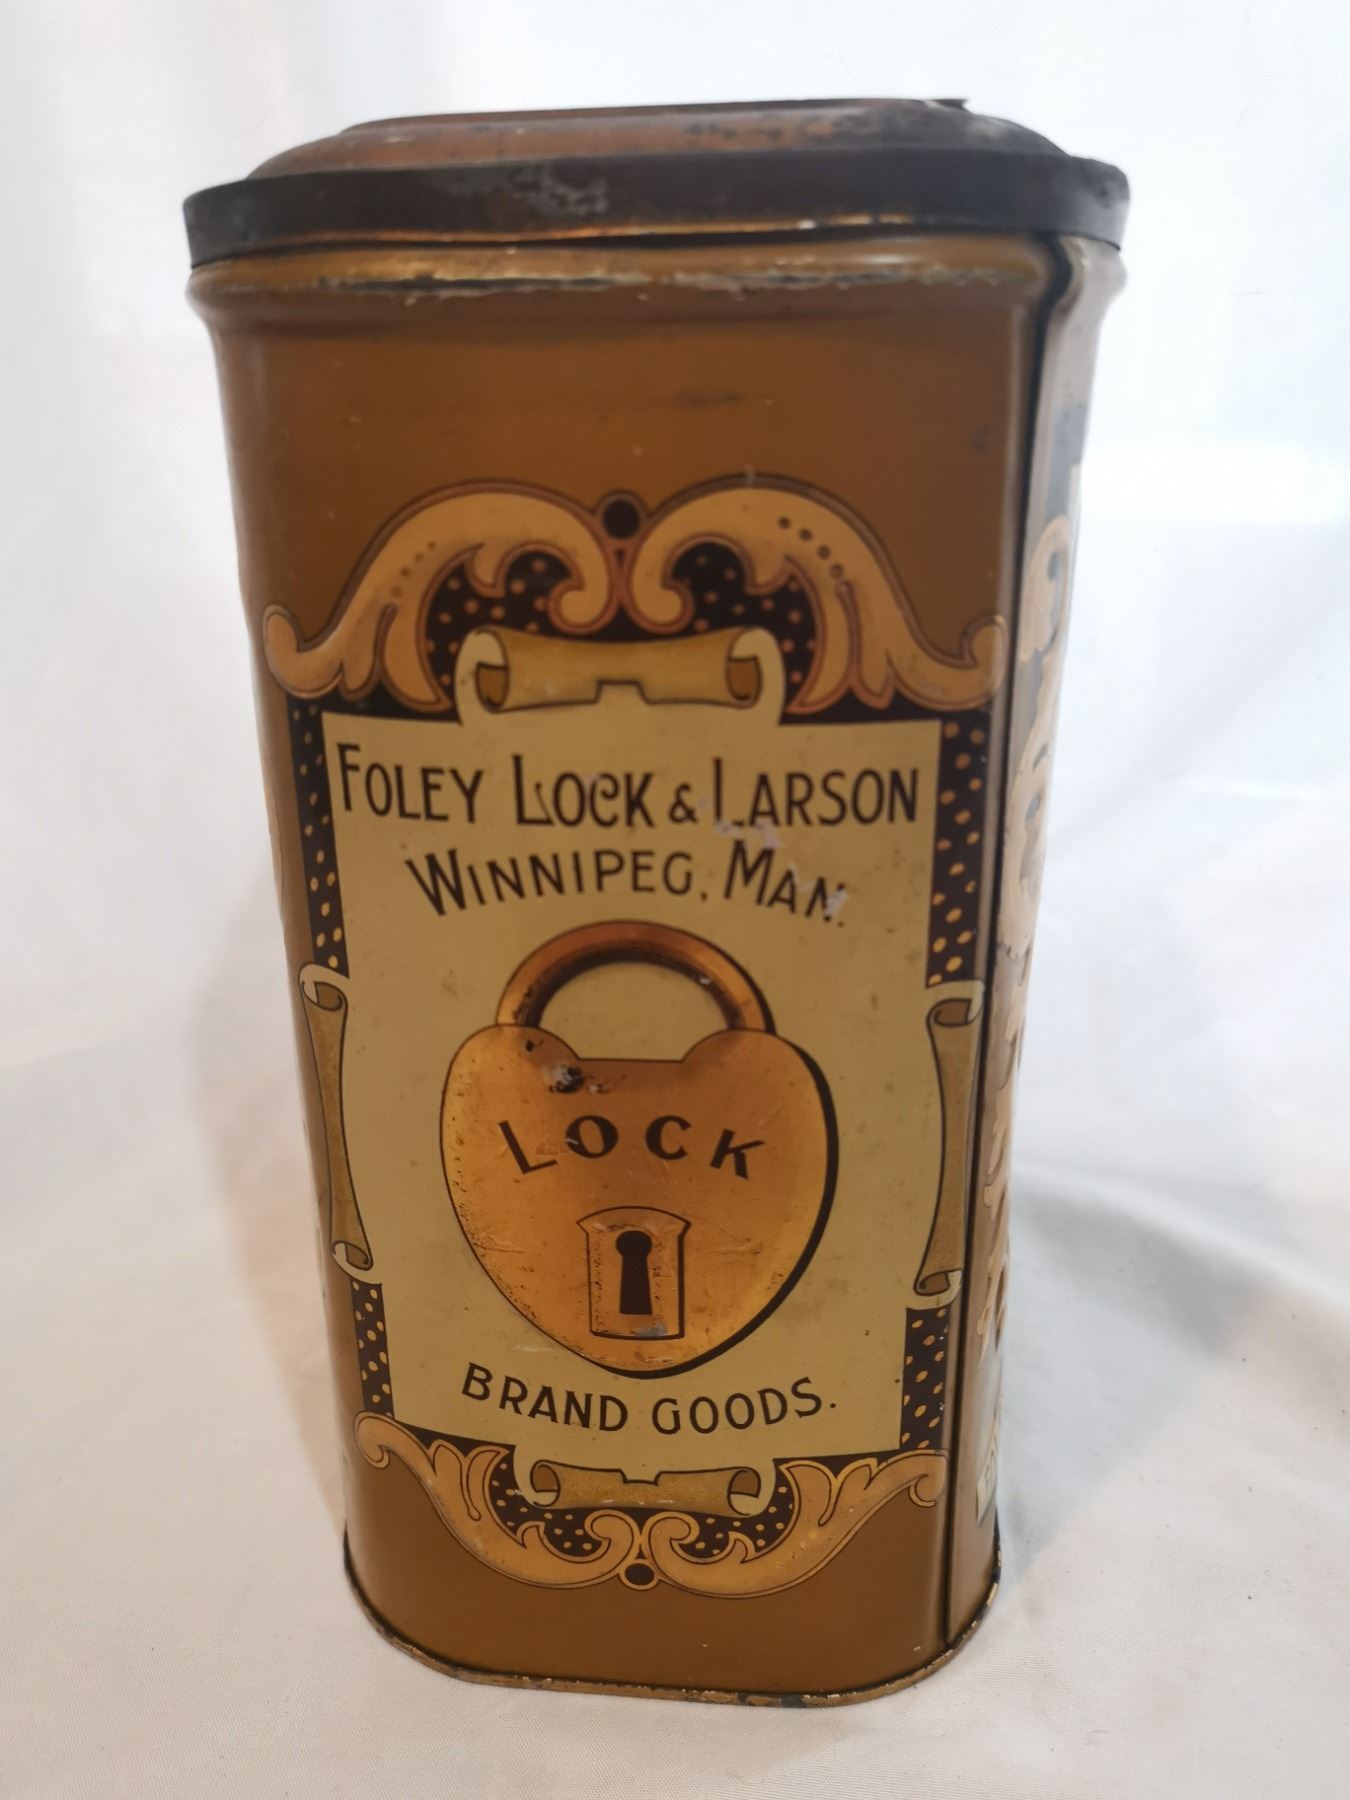 FOLEY LOCK & LARSON
WINNIPEG, MAN.
LOCK
BRAND GOODS.